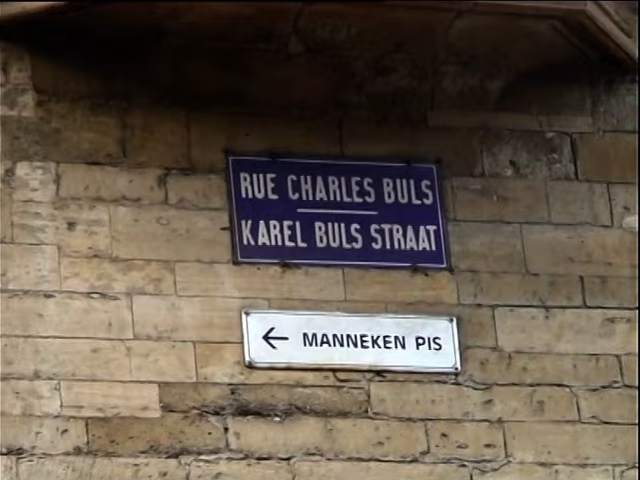 RUE CHARLES BULS
KAREL BULS STRAAT
← MANNEKEN PIS